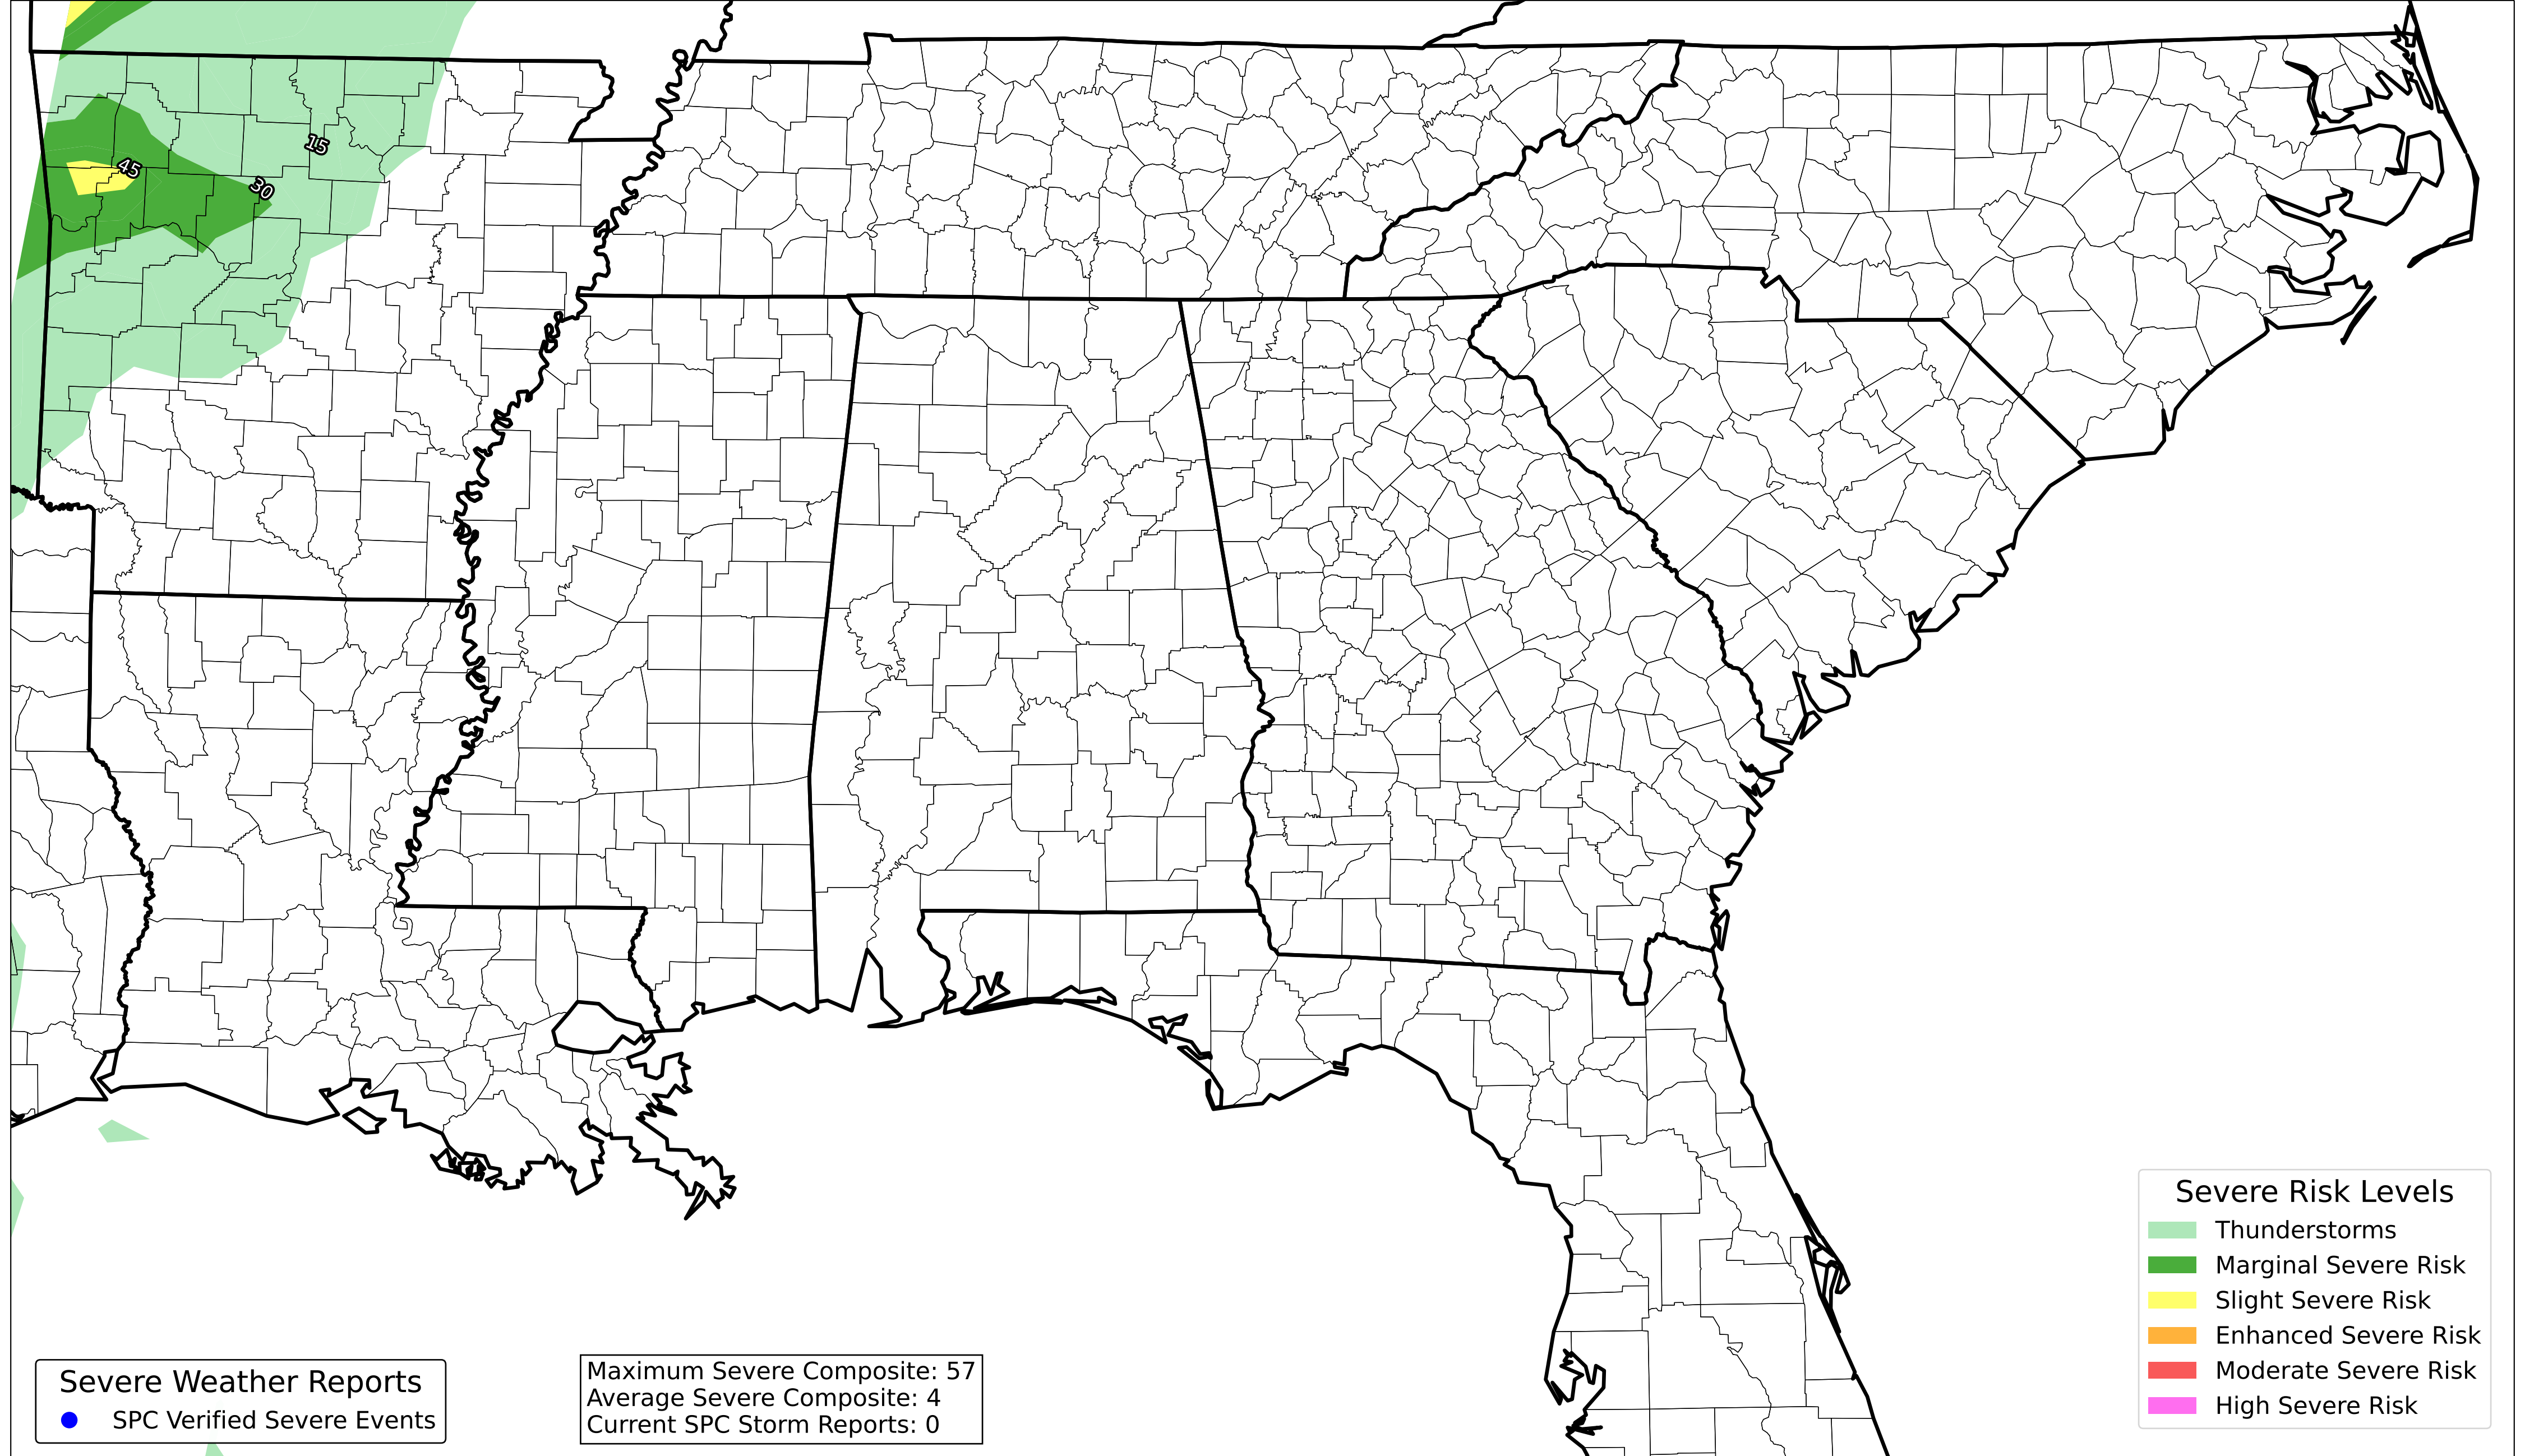 15
45
30
Severe Risk Levels
Thunderstorms
Marginal Severe Risk
Slight Severe Risk
Enhanced Severe Risk
Moderate Severe Risk
High Severe Risk
Severe Weather Reports
SPC Verified Severe Events
Maximum Severe Composite: 57
Average Severe Composite: 4
Current SPC Storm Reports: 0